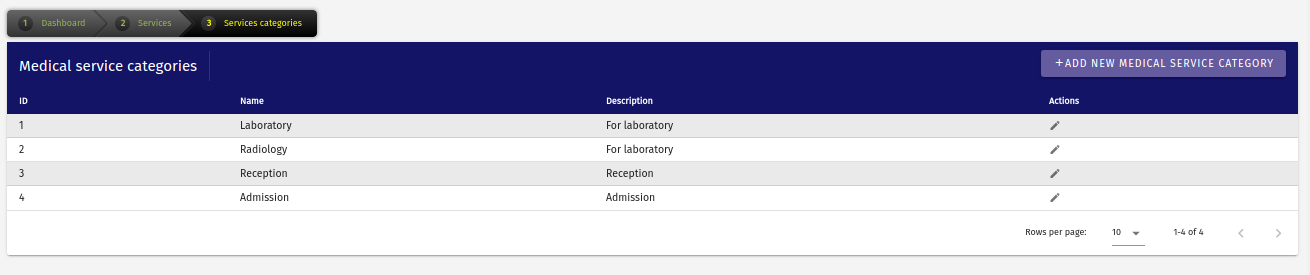 1 Dashboard 2 Services 3 Services categories
Medical service categories +ADD NEW MEDICAL SERVICE CATEGORY
ID Name Description Actions
1 Laboratory For laboratory
2 Radiology For laboratory
3 Reception Reception
4 Admission Admission
Rows per page: 10 1-4 of 4